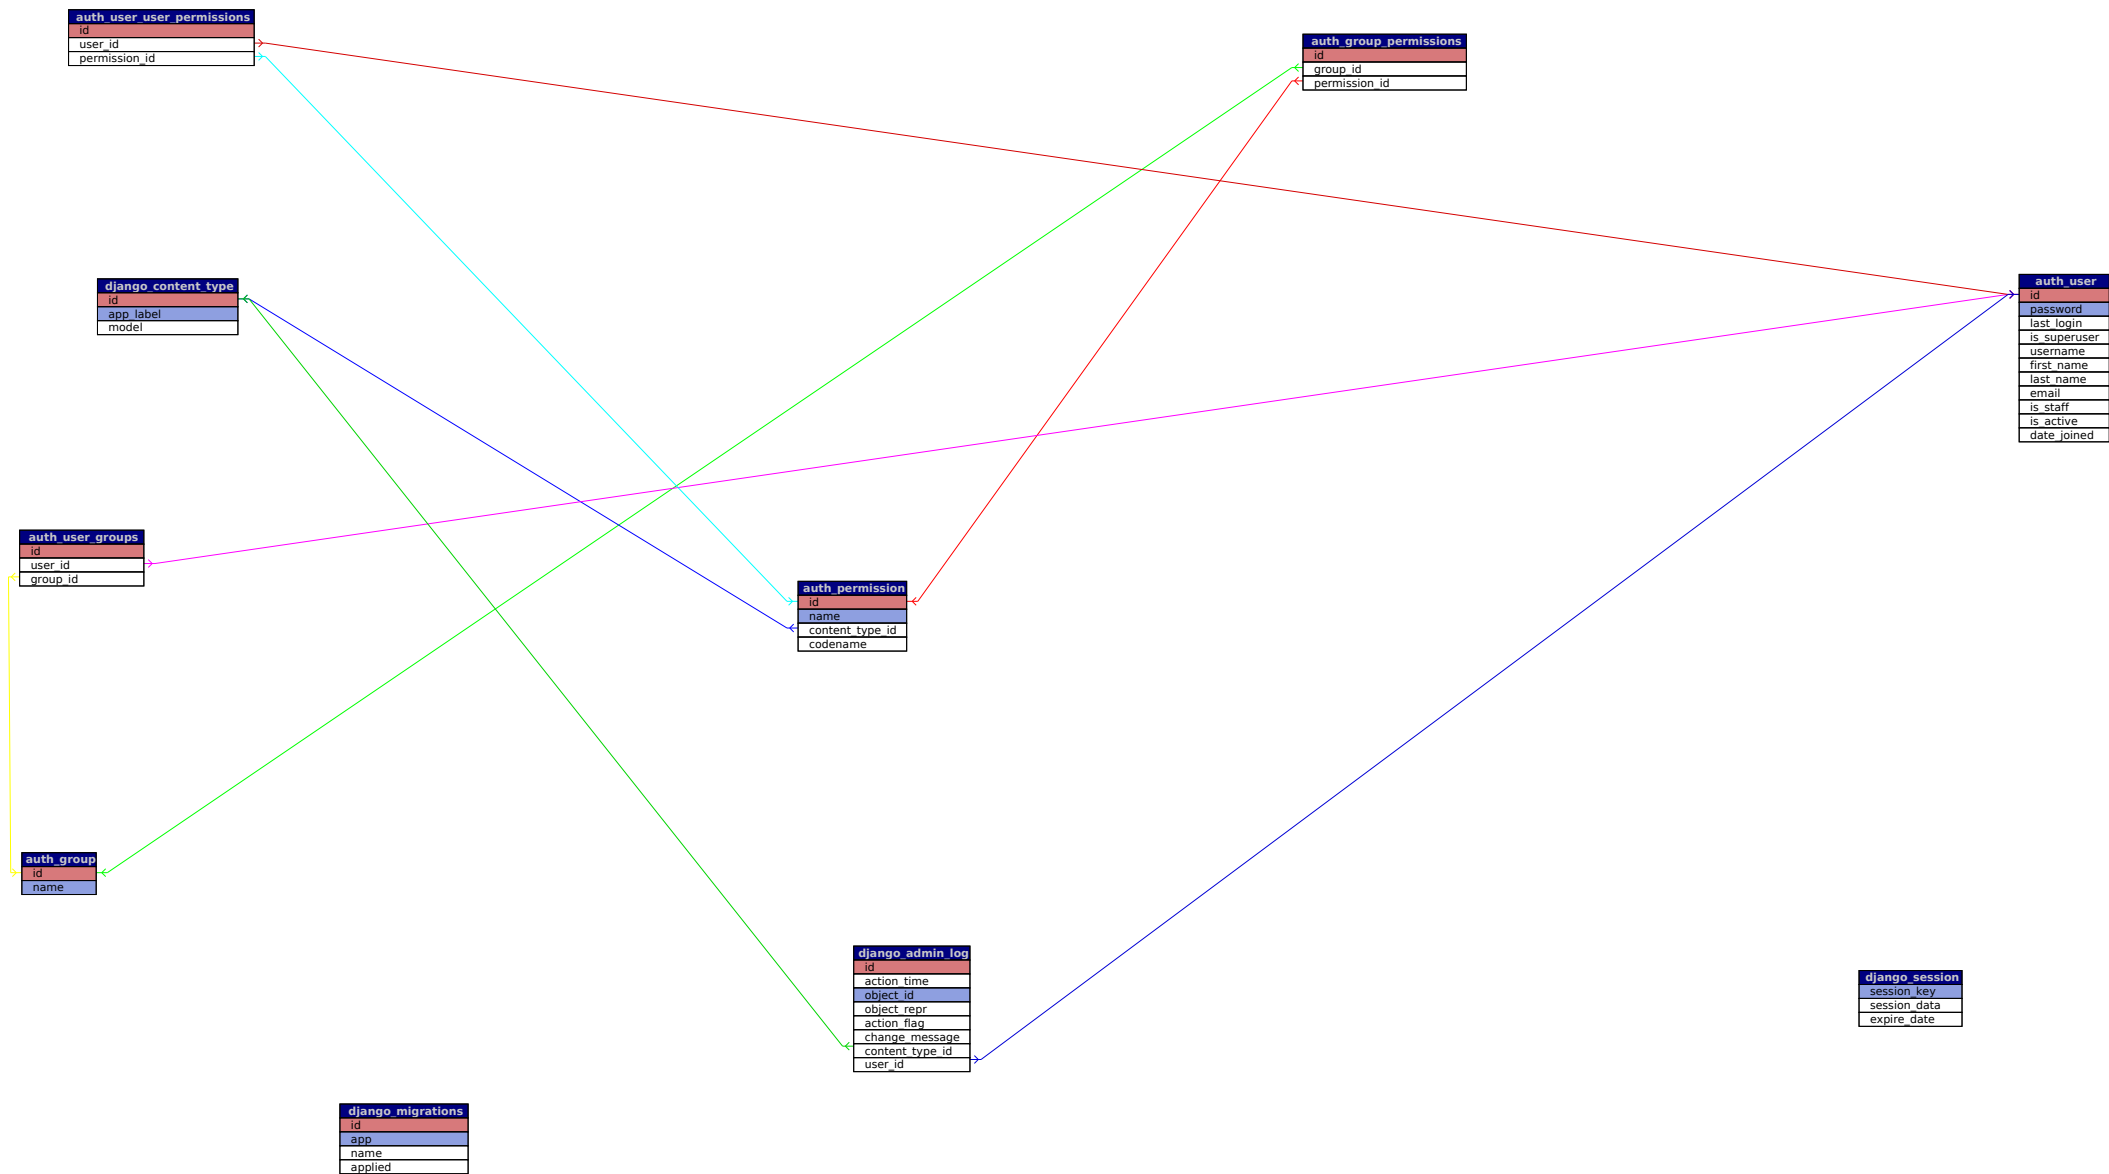 auth_user_user_permissions
id
user_id
permission_id
auth_group_permissions
id
group_id
permission_id
django_content_type
id
app_label
model
auth_user
id
password
last_login
is_superuser
username
first_name
last_name
email
is_staff
is_active
date_joined
auth_user_groups
id
user_id
group_id
auth_permission
id
name
content_type_id
codename
auth_group
id
name
django_admin_log
id
action_time
object_id
object_repr
action_flag
change_message
content_type_id
user_id
django_session
session_key
session_data
expire_date
django_migrations
id
app
name
applied